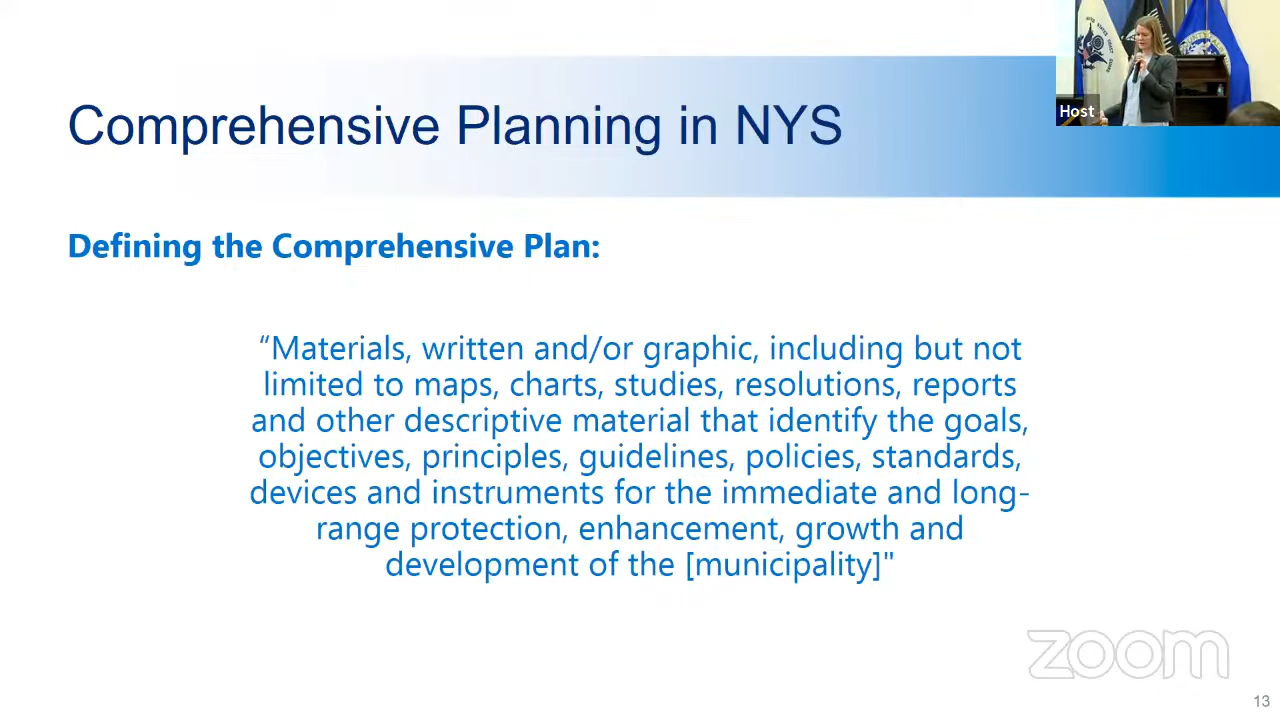 Comprehensive Planning in NYS
Host
Defining the Comprehensive Plan:
“Materials, written and/or graphic, including but not
limited to maps, charts, studies, resolutions, reports
and other descriptive material that identify the goals,
objectives, principles, guidelines, policies, standards,
devices and instruments for the immediate and long-
range protection, enhancement, growth and
development of the [municipality]"
zoom
13